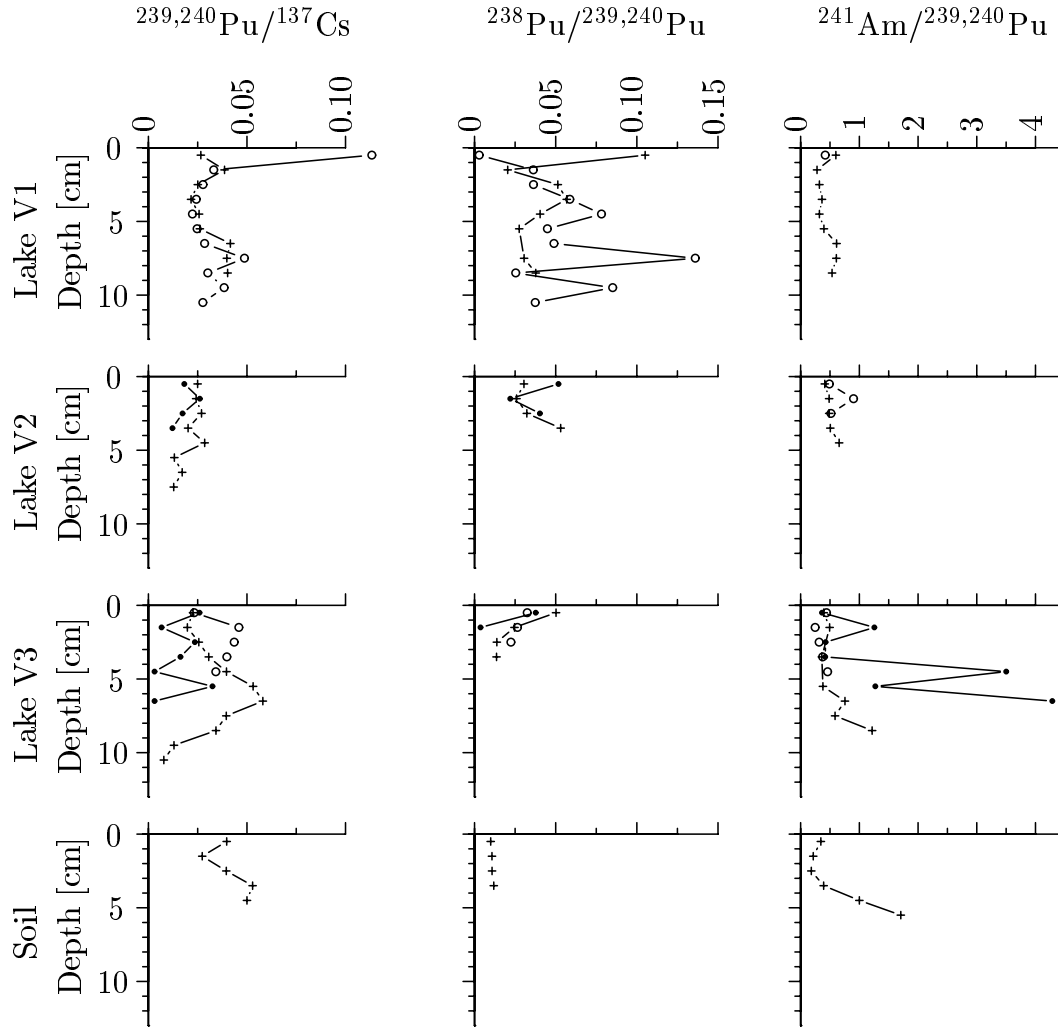 239,240Pu/137Cs
238Pu/239,240Pu
241Am/239,240Pu
0 0.05 0.10
0 0.05 0.10 0.15
0 1 2 3 4
Lake V1
Depth [cm]
0
5
10
Lake V2
Depth [cm]
0
5
10
Lake V3
Depth [cm]
0
5
10
Soil
Depth [cm]
0
5
10